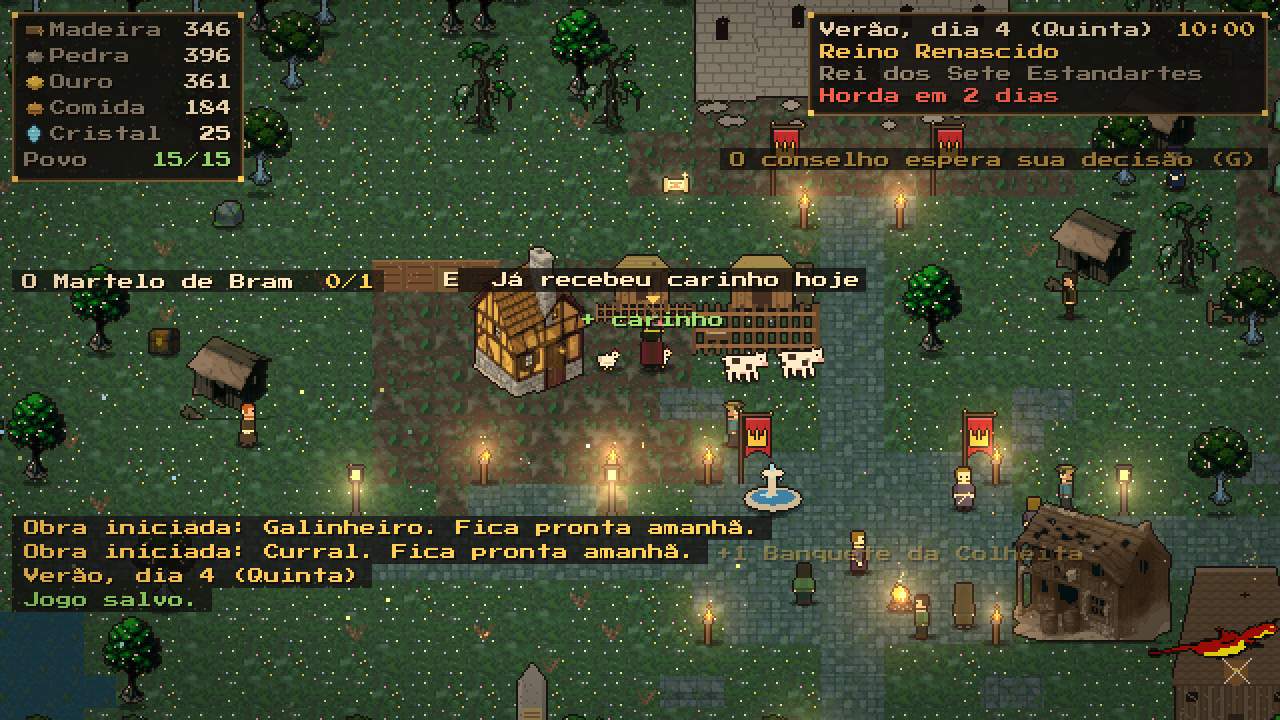 Madeira 346
Pedra 396
Ouro 361
Comida 184
Cristal 25
Povo 15/15
Verão, dia 4 (Quinta) 10:00
Reino Renascido
Rei dos Sete Estandartes
Horda em 2 dias
O conselho espera sua decisão (G)
O Martelo de Bram 0/1
E Já recebeu carinho hoje
+ carinho
Obra iniciada: Galinheiro. Fica pronta amanhã.
Obra iniciada: Curral. Fica pronta amanhã.
+1 Banquete da Colheita
Verão, dia 4 (Quinta)
Jogo salvo.